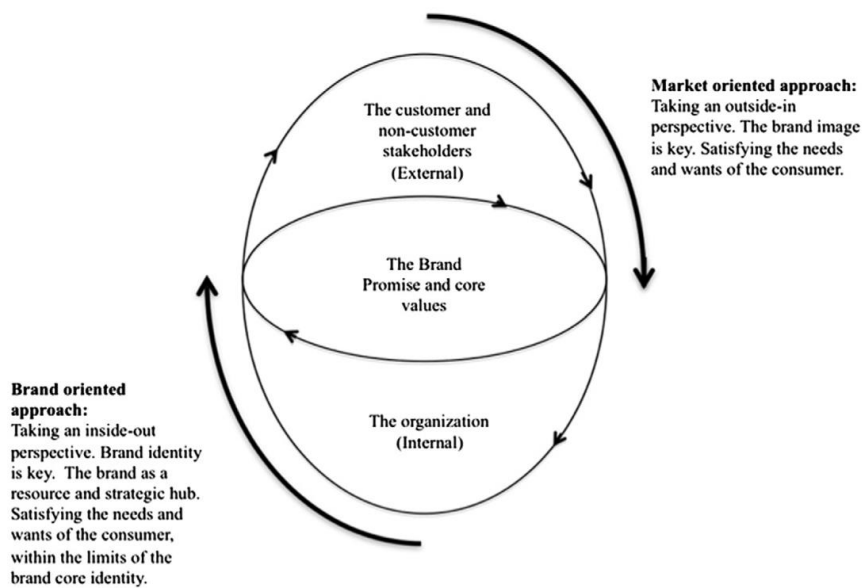 Market oriented approach:
Taking an outside-in
perspective. The brand image
is key. Satisfying the needs
and wants of the consumer.
The customer and
non-customer
stakeholders
(External)
The Brand
Promise and core
values
The organization
(Internal)
Brand oriented
approach:
Taking an inside-out
perspective. Brand identity
is key. The brand as a
resource and strategic hub.
Satisfying the needs and
wants of the consumer,
within the limits of the
brand core identity.